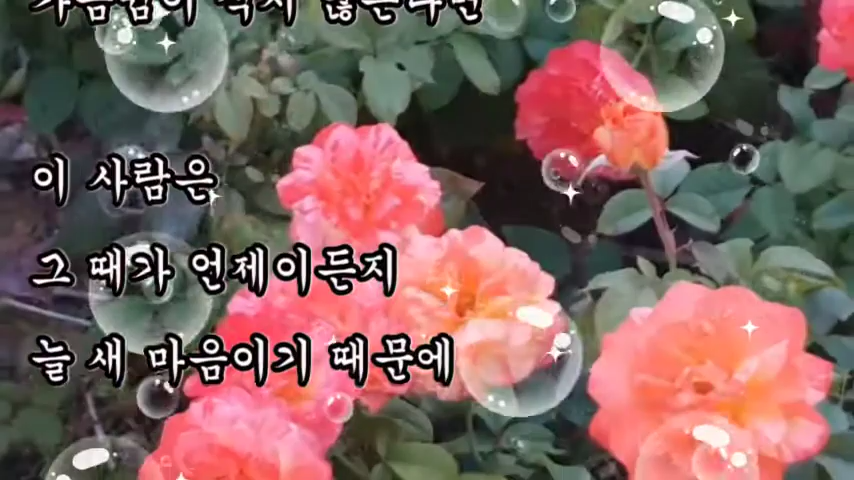 이 사람은
그 때가 언제이든지
늘 새 마음이기 때문에